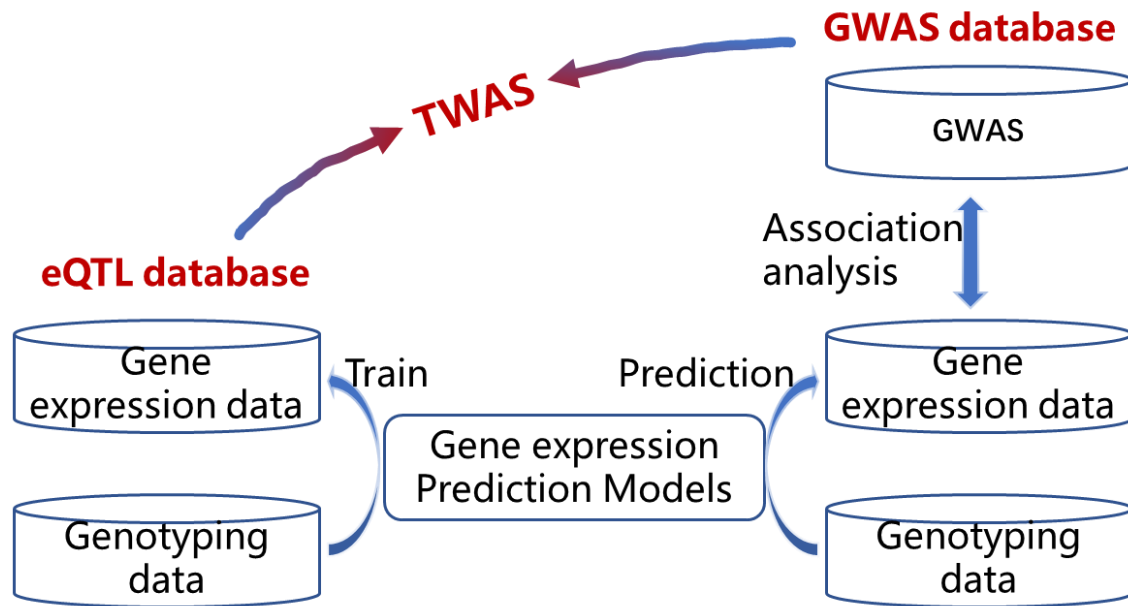 GWAS database
TWAS
GWAS
Association
analysis
eQTL database
Gene
expression data
Train
Prediction
Gene
expression data
Gene expression
Prediction Models
Genotyping
data
Genotyping
data